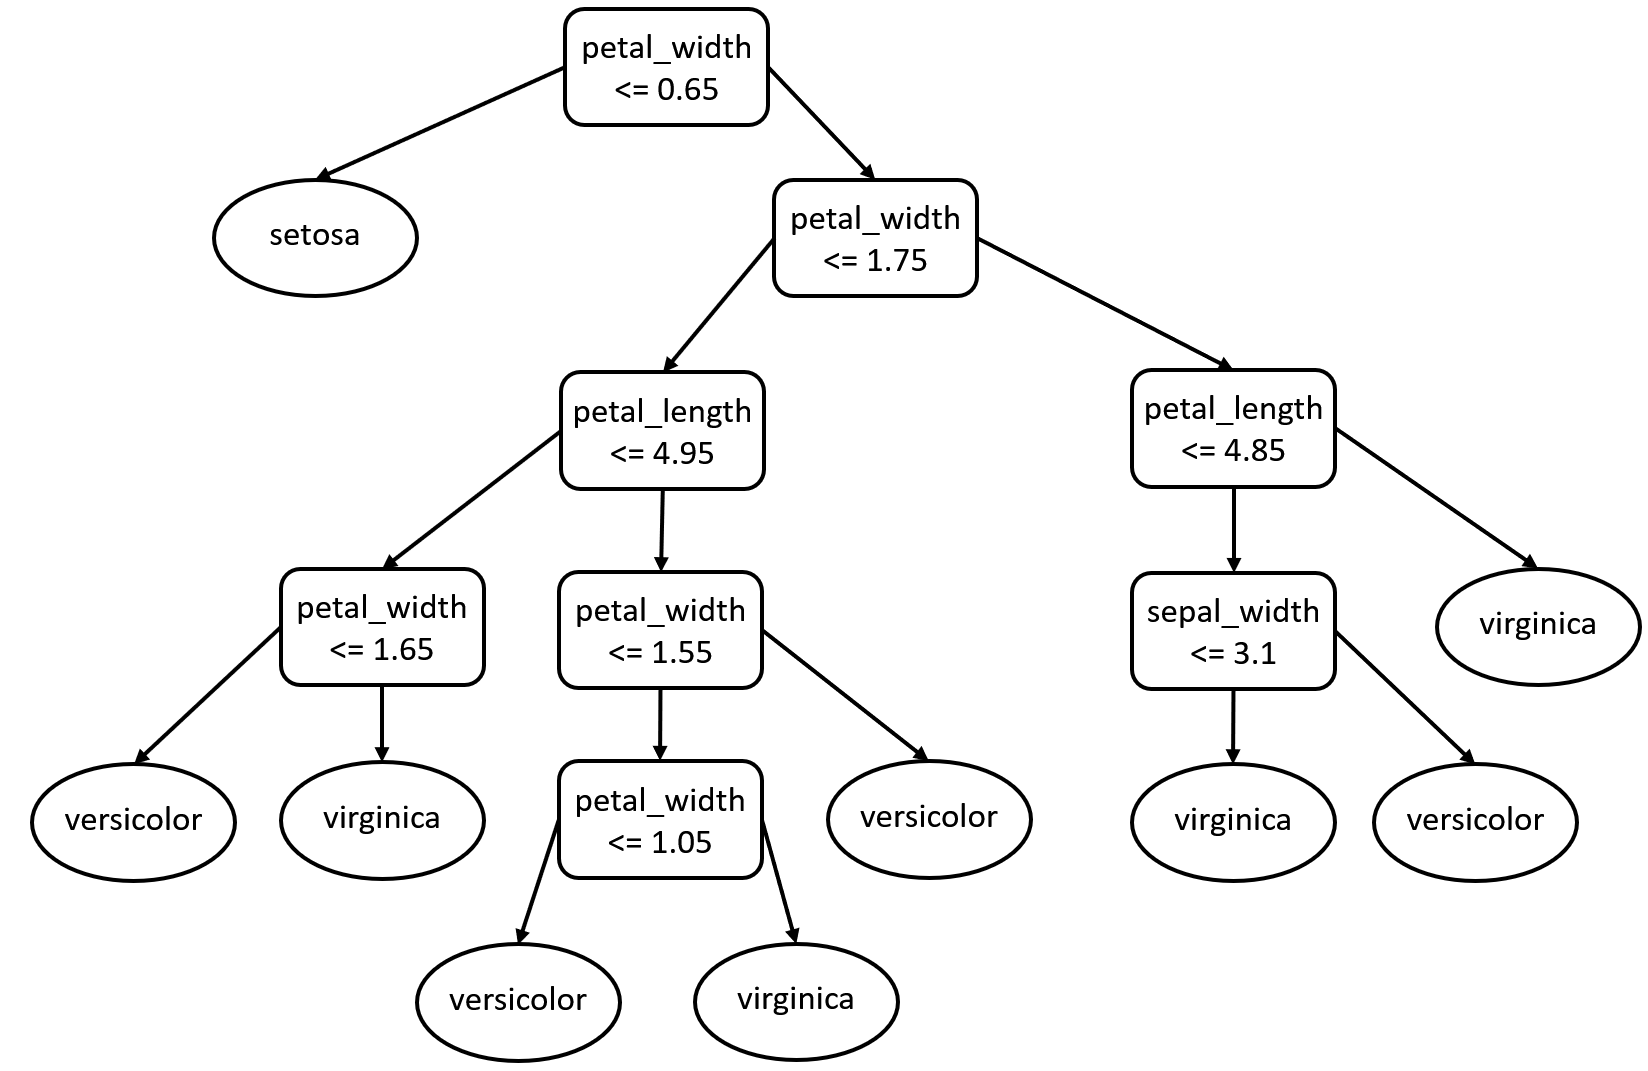 petal_width
<= 0.65
setosa
petal_width
<= 1.75
petal_length
<= 4.95
petal_length
<= 4.85
petal_width
<= 1.65
petal_width
<= 1.55
sepal_width
<= 3.1
virginica
versicolor
virginica
petal_width
<= 1.05
versicolor
virginica
versicolor
versicolor
virginica